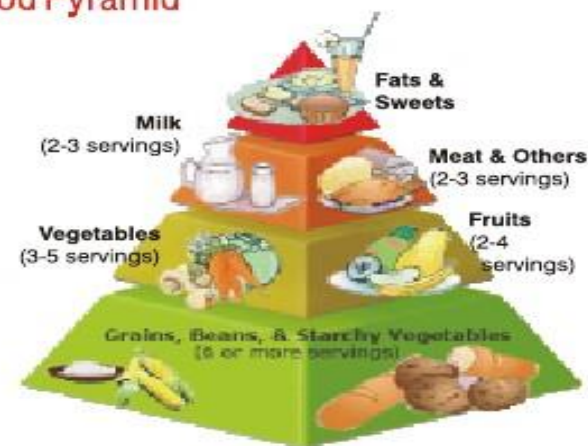 Pyramid
Fats &
Sweets
Milk
(2-3 servings)
Meat & Others
(2-3 servings)
Vegetables
(3-5 servings)
Fruits
(2-4
servings)
Grains, Beans, & Starchy Vegetables
(6 or more servings)